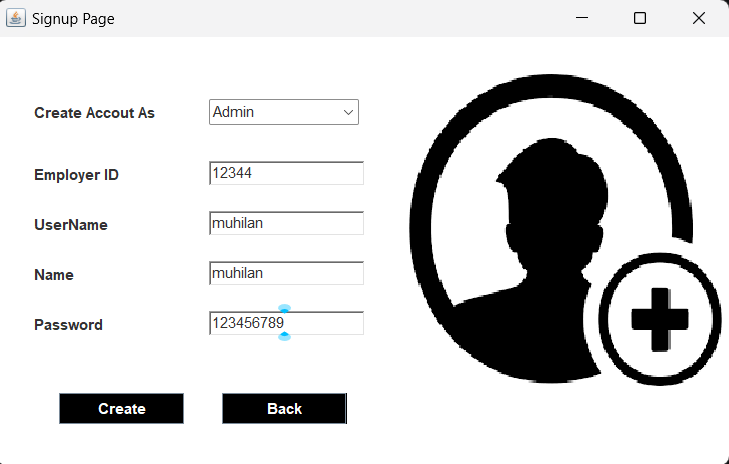 Signup Page
Create Accout As Admin
Employer ID 12344
UserName muhilan
Name muhilan
Password 123456789
Create Back